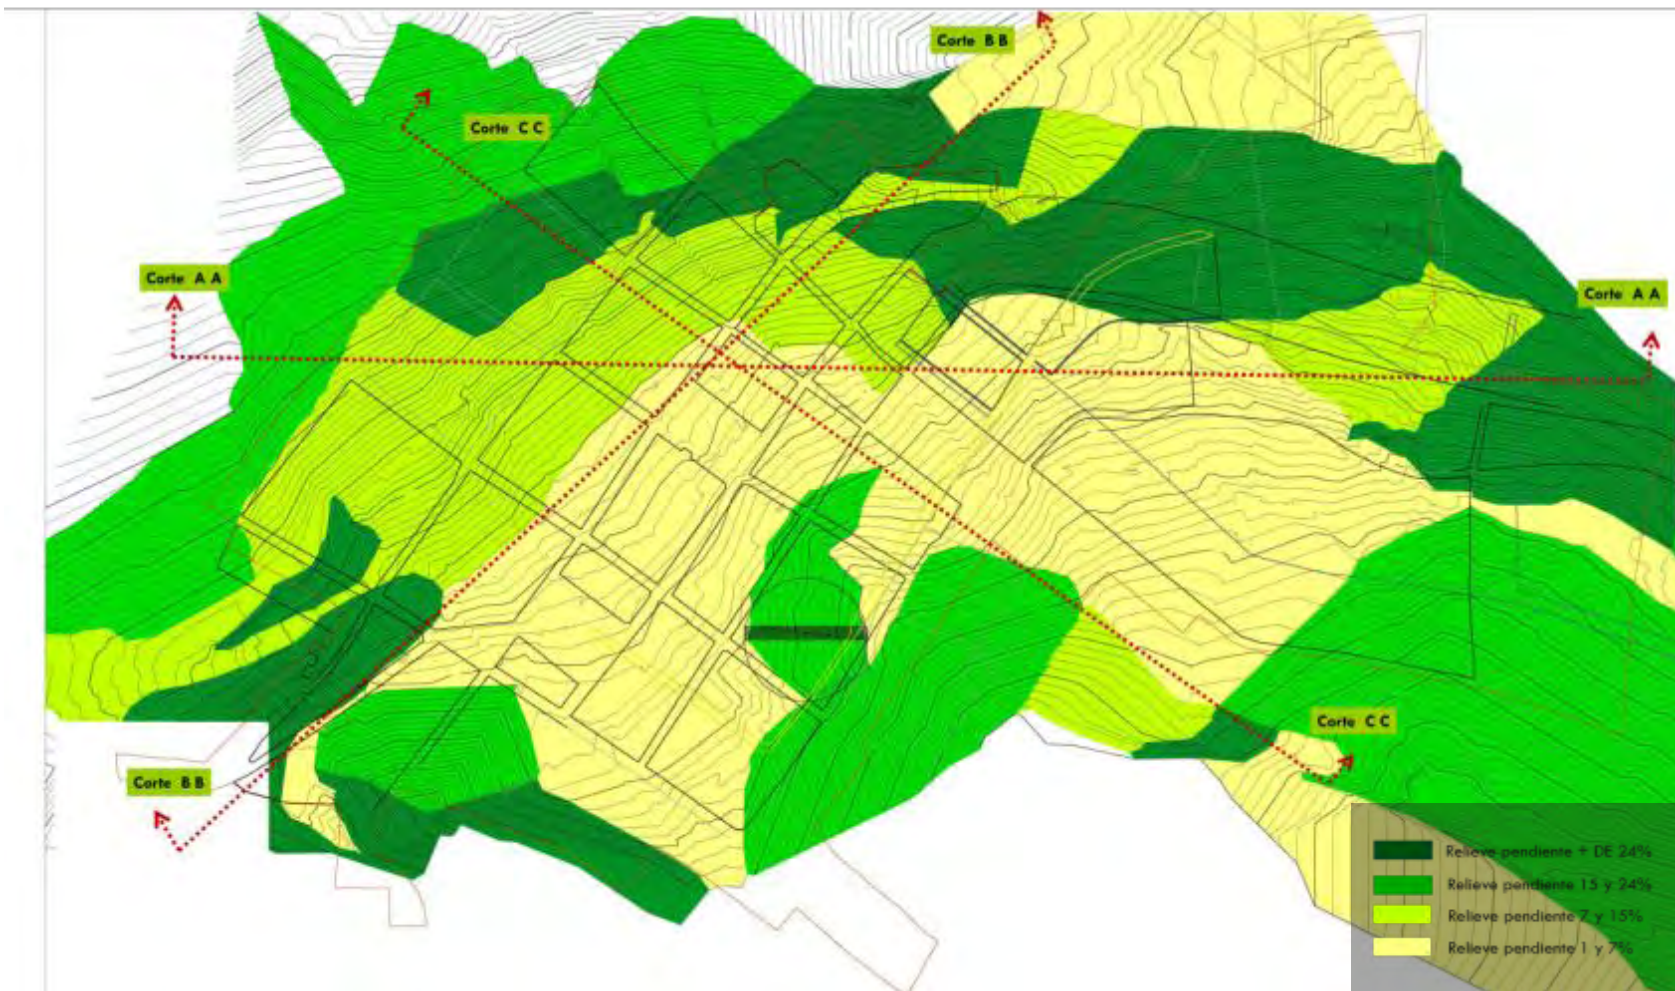 Corte B B
Corte C C
Corte A A
Corte A A
Corte C C
Corte B B
Relieve pendiente + DE 24%
Relieve pendiente 15 y 24%
Relieve pendiente 7 y 15%
Relieve pendiente 1 y 7%